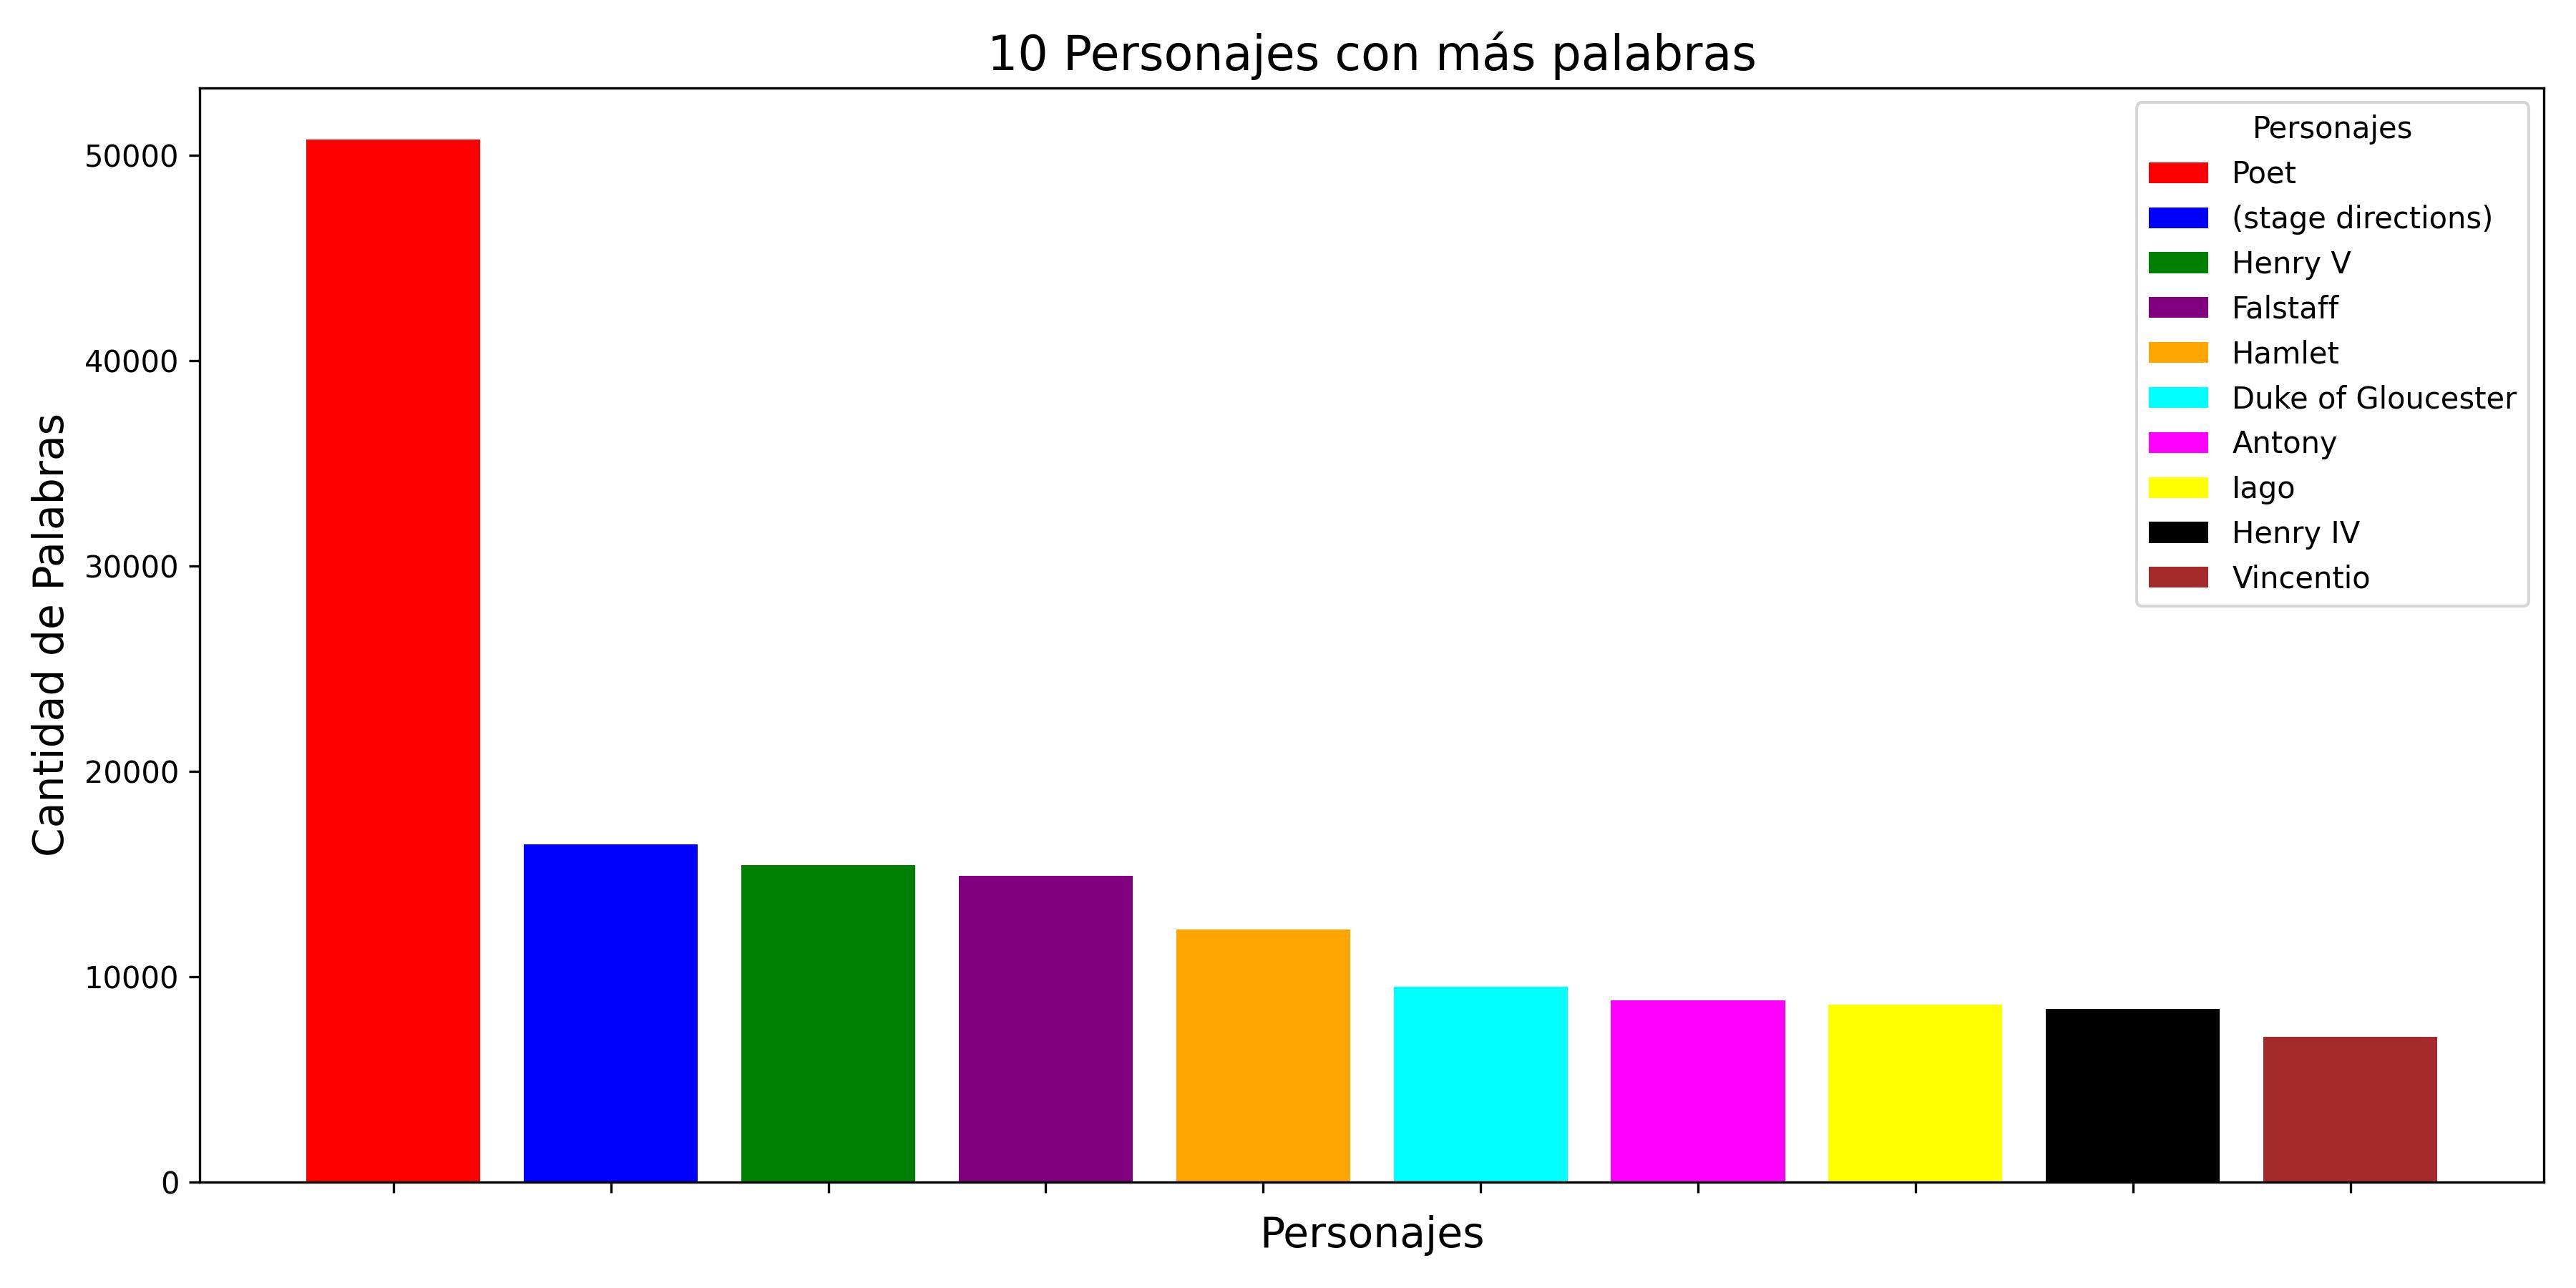 10 Personajes con más palabras
Cantidad de Palabras
50000
40000
30000
20000
10000
0
Personajes
Poet
(stage directions)
Henry V
Falstaff
Hamlet
Duke of Gloucester
Antony
Iago
Henry IV
Vincentio
Personajes